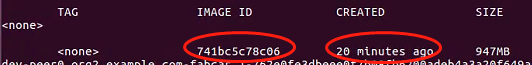 TAG IMAGE ID CREATED SIZE
<none>
<none> 741bc5c78c06 20 minutes ago 947MB